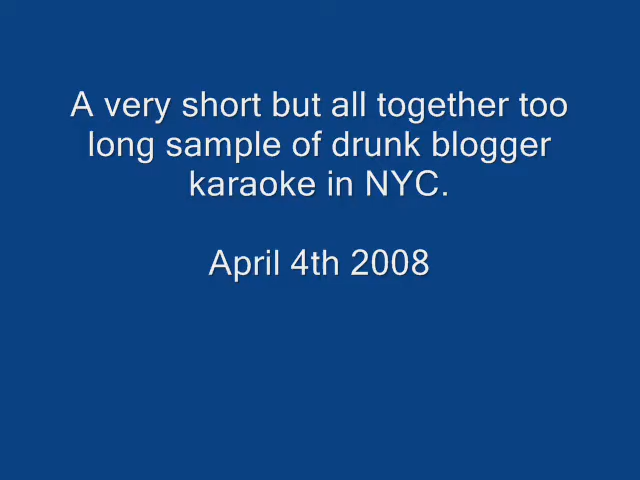 A very short but all together too
long sample of drunk blogger
karaoke in NYC.
April 4th 2008